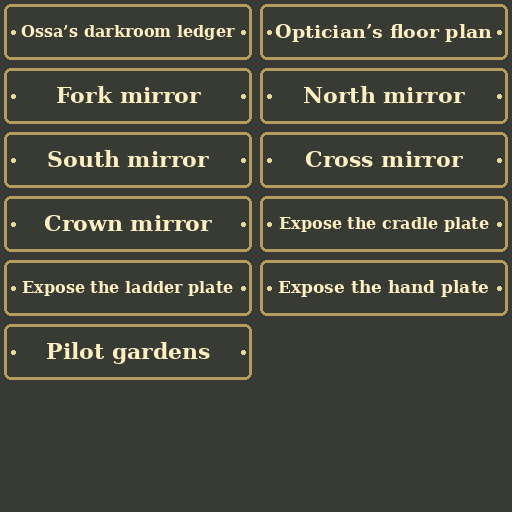 Ossa’s darkroom ledger
Optician’s floor plan
Fork mirror
North mirror
South mirror
Cross mirror
Crown mirror
Expose the cradle plate
Expose the ladder plate
Expose the hand plate
Pilot gardens